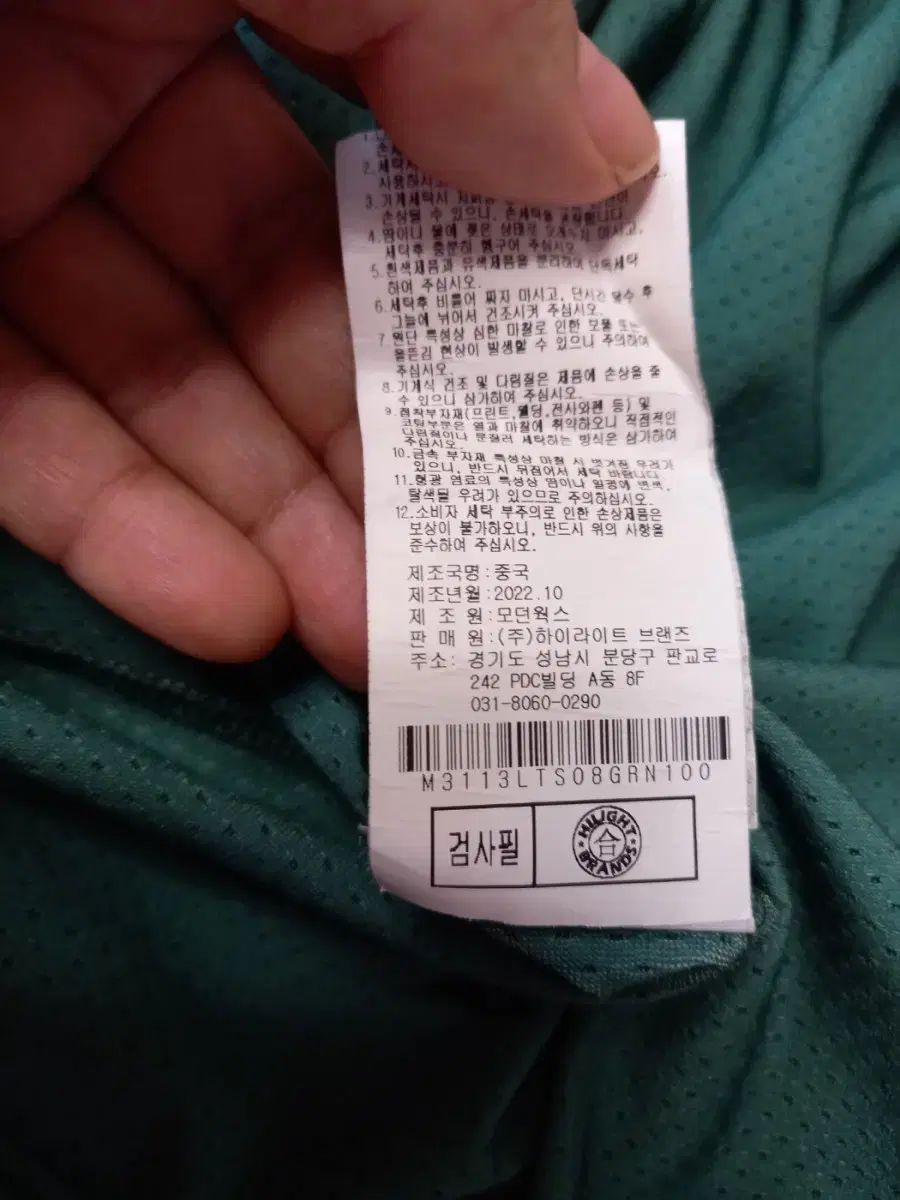 1.
손
2.세탁시
사용하시고
3.기계세탁시
손상될 수 있으니, 손세탁을 권장합니다.
4.땀이나 물에 젖은 상태로 마시고,
세탁후 충분히 헹구어 주십시오.
5.흰색제품과 유색제품을 분리하여 단독세탁
하여 주십시오.
6.세탁후 비틀어 짜지 마시고, 단시간 탈수 후
그늘에 뉘어서 건조시켜 주십시오.
7.원단 특성상 심한 마찰로 인한 보풀 또는
올뜯김 현상이 발생할 수 있으니 주의하여
주십시오.
8.기계식 건조 및 다림질은 제품에 손상을 줄
수 있으니 삼가하여 주십시오.
9.접착부자재(프린트,웰딩,전사와펜 등) 및
코팅부분은 열과 마찰에 취약하오니 직접적인
다림질이나 문질러 세탁하는 방식은 삼가하여
주십시오.
10.금속 부자재 특성상 마찰 시 벗겨질 우려가
있으니, 반드시 뒤집어서 세탁 바랍니다.
11.형광 염료의 특성상 땀이나 일광에 변색,
탈색될 우려가 있으므로 주의하십시오.
12.소비자 세탁 부주의로 인한 손상제품은
보상이 불가하오니, 반드시 위의 사항을
준수하여 주십시오.
제조국명:중국
제조년월:2022.10
제 조 원:모던웍스
판 매 원:(주)하이라이트 브랜즈
주소: 경기도 성남시 분당구 판교로
242 PDC빌딩 A동 8F
031-8060-0290
M3113LTS08GRN100
검사필
HILIGHT
合
BRANDS